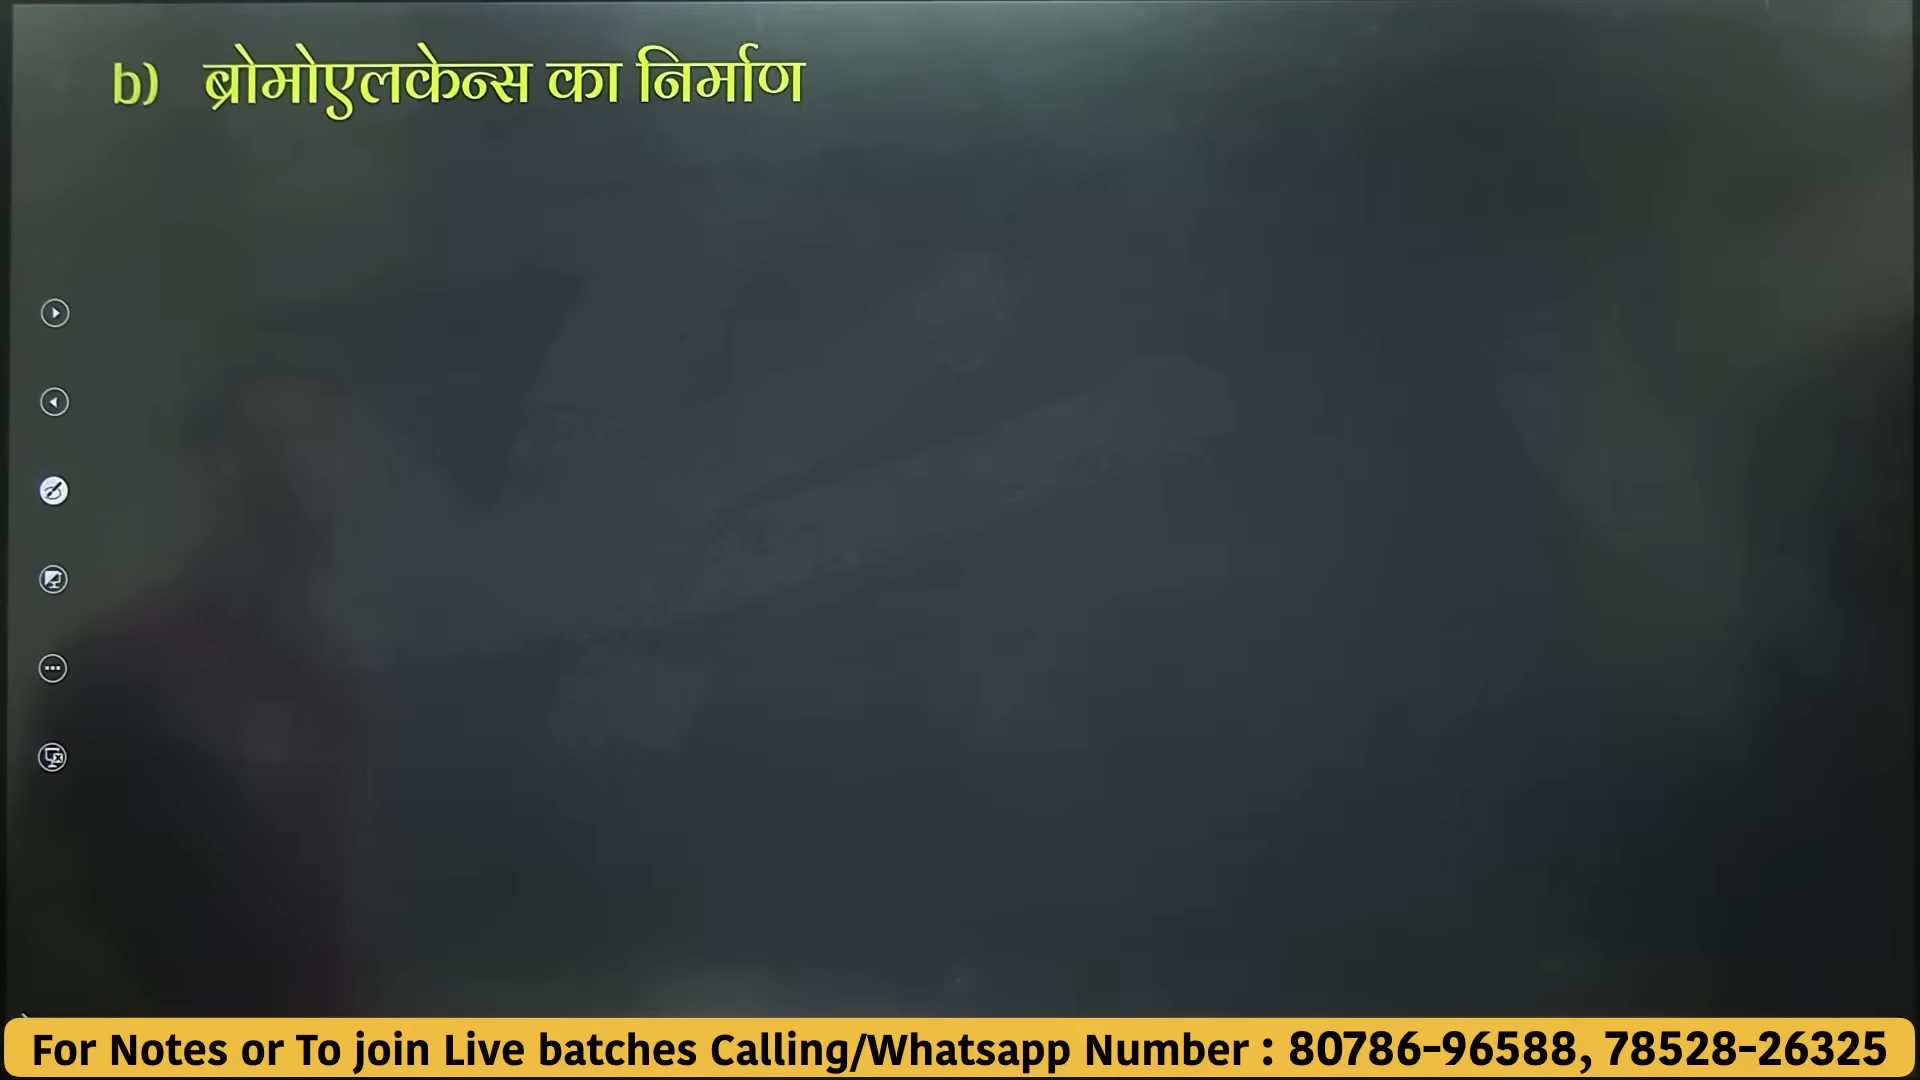 b) ब्रोमोएलकेन्स का निर्माण
For Notes or To join Live batches Calling/Whatsapp Number : 80786-96588, 78528-26325